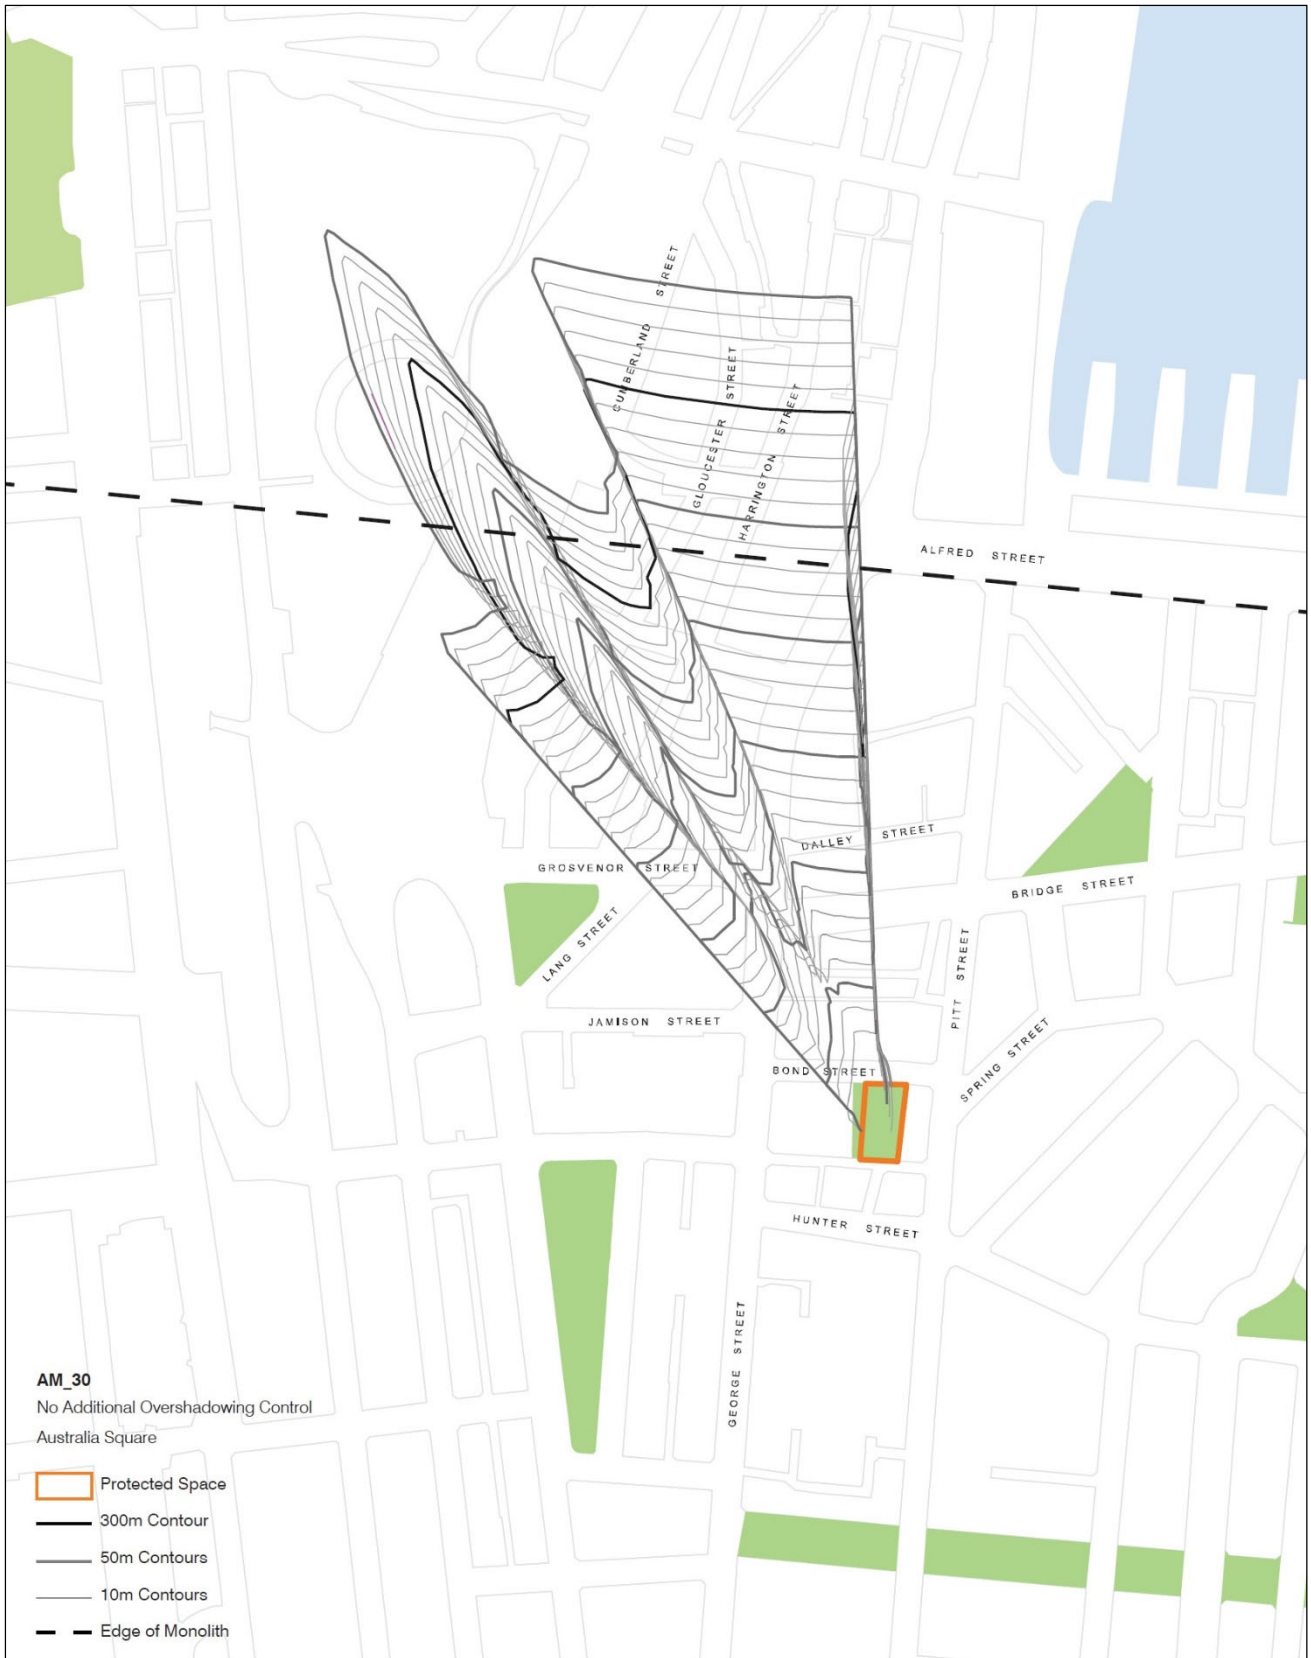 CUMBERLAND STREET
GLOUCESTER STREET
HARRINGTON STREET
ALFRED STREET
DALLEY STREET
GROSVENOR STREET
BRIDGE STREET
LANG STREET
PITT STREET
JAMISON STREET
SPRING STREET
BOND STREET
HUNTER STREET
GEORGE STREET
AM_30
No Additional Overshadowing Control
Australia Square
Protected Space
300m Contour
50m Contours
10m Contours
Edge of Monolith